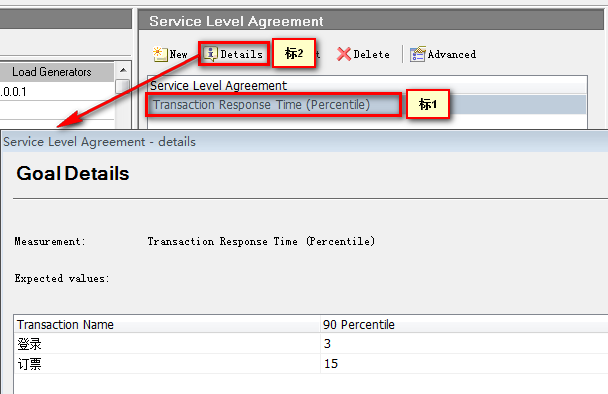 Service Level Agreement
New Details 标2 t Delete Advanced
Load Generators
.0.0.1
Service Level Agreement
Transaction Response Time (Percentile) 标1
Service Level Agreement - details
Goal Details
Measurement: Transaction Response Time (Percentile)
Expected values:
Transaction Name 90 Percentile
登录 3
订票 15